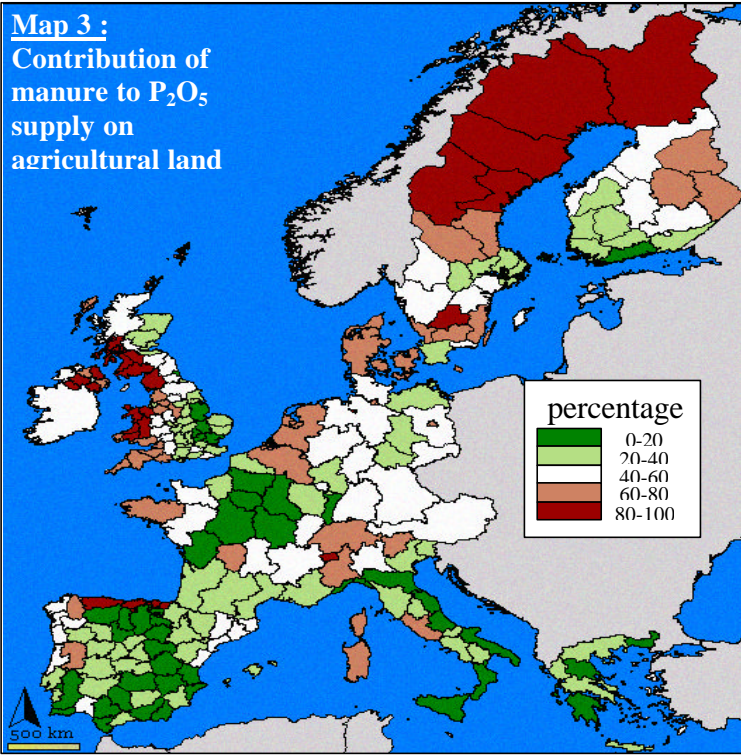 Map 3 :
Contribution of
manure to P₂O₅
supply on
agricultural land
percentage
0-20
20-40
40-60
60-80
80-100
500 km